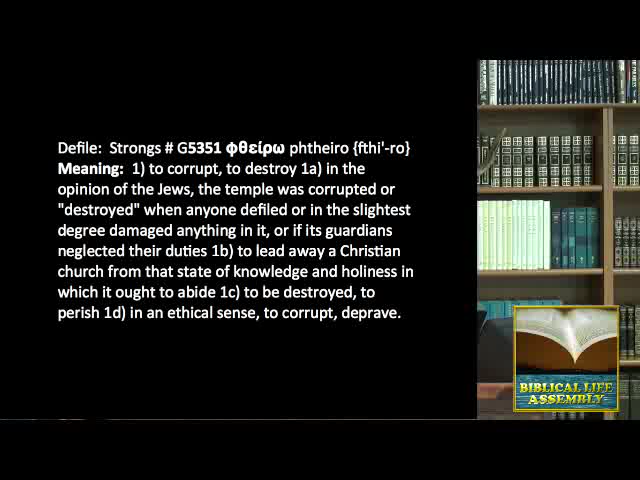 Defile: Strongs # G5351 φθείρω phtheiro {fthi'-ro}
Meaning: 1) to corrupt, to destroy 1a) in the
opinion of the Jews, the temple was corrupted or
"destroyed" when anyone defiled or in the slightest
degree damaged anything in it, or if its guardians
neglected their duties 1b) to lead away a Christian
church from that state of knowledge and holiness in
which it ought to abide 1c) to be destroyed, to
perish 1d) in an ethical sense, to corrupt, deprave.
BIBLICAL LIFE
ASSEMBLY